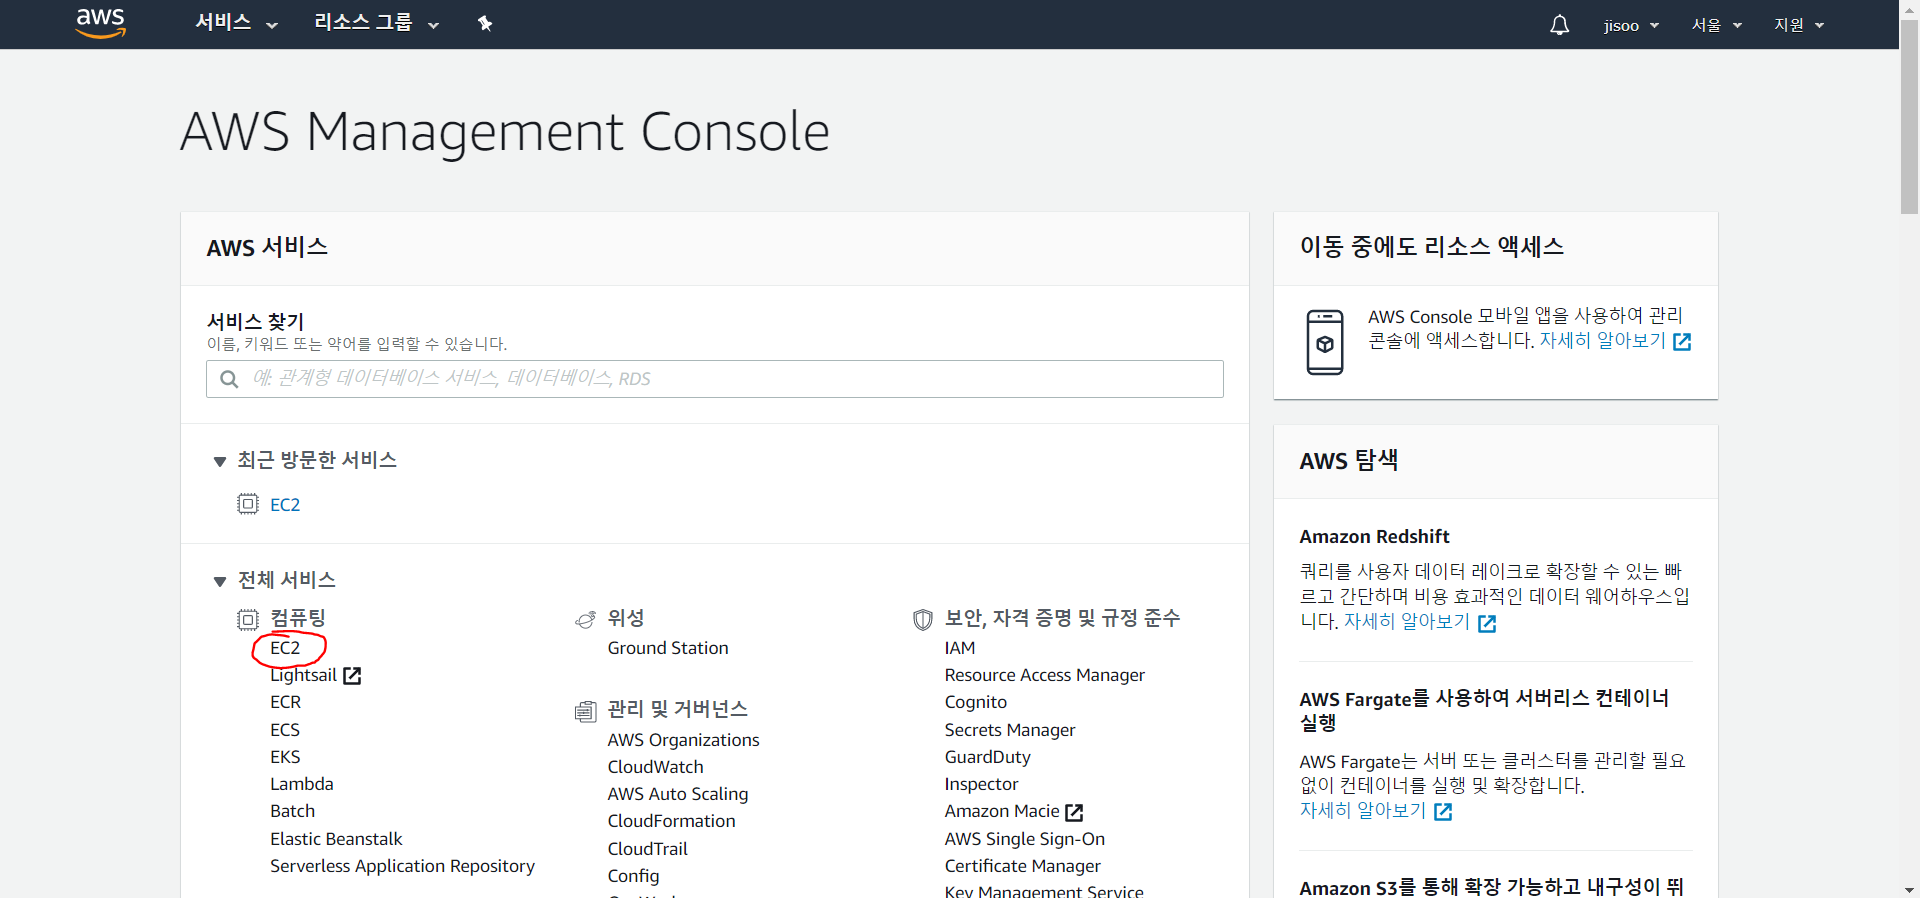 aws
서비스
리소스 그룹
jisoo
서울
지원
AWS Management Console
AWS 서비스
서비스 찾기
이름, 키워드 또는 약어를 입력할 수 있습니다.
예: 관계형 데이터베이스 서비스, 데이터베이스, RDS
최근 방문한 서비스
EC2
전체 서비스
컴퓨팅
EC2
Lightsail
ECR
ECS
EKS
Lambda
Batch
Elastic Beanstalk
Serverless Application Repository
위성
Ground Station
관리 및 거버넌스
AWS Organizations
CloudWatch
AWS Auto Scaling
CloudFormation
CloudTrail
Config
보안, 자격 증명 및 규정 준수
IAM
Resource Access Manager
Cognito
Secrets Manager
GuardDuty
Inspector
Amazon Macie
AWS Single Sign-On
Certificate Manager
Key Management Service
이동 중에도 리소스 액세스
AWS Console 모바일 앱을 사용하여 관리
콘솔에 액세스합니다. 자세히 알아보기
AWS 탐색
Amazon Redshift
쿼리를 사용자 데이터 레이크로 확장할 수 있는 빠
르고 간단하며 비용 효과적인 데이터 웨어하우스입
니다. 자세히 알아보기
AWS Fargate를 사용하여 서버리스 컨테이너
실행
AWS Fargate는 서버 또는 클러스터를 관리할 필요
없이 컨테이너를 실행 및 확장합니다.
자세히 알아보기
Amazon S3를 통해 확장 가능하고 내구성이 뛰